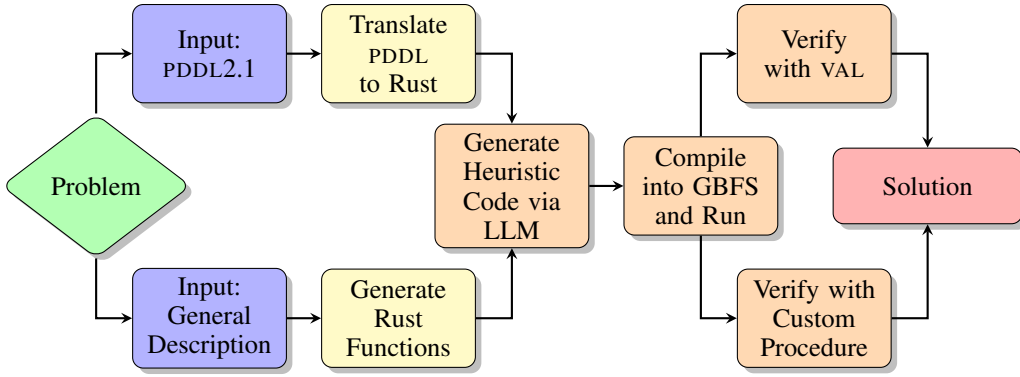 Problem
Input:
PDDL2.1
Translate
PDDL
to Rust
Input:
General
Description
Generate
Rust
Functions
Generate
Heuristic
Code via
LLM
Compile
into GBFS
and Run
Verify
with VAL
Verify with
Custom
Procedure
Solution